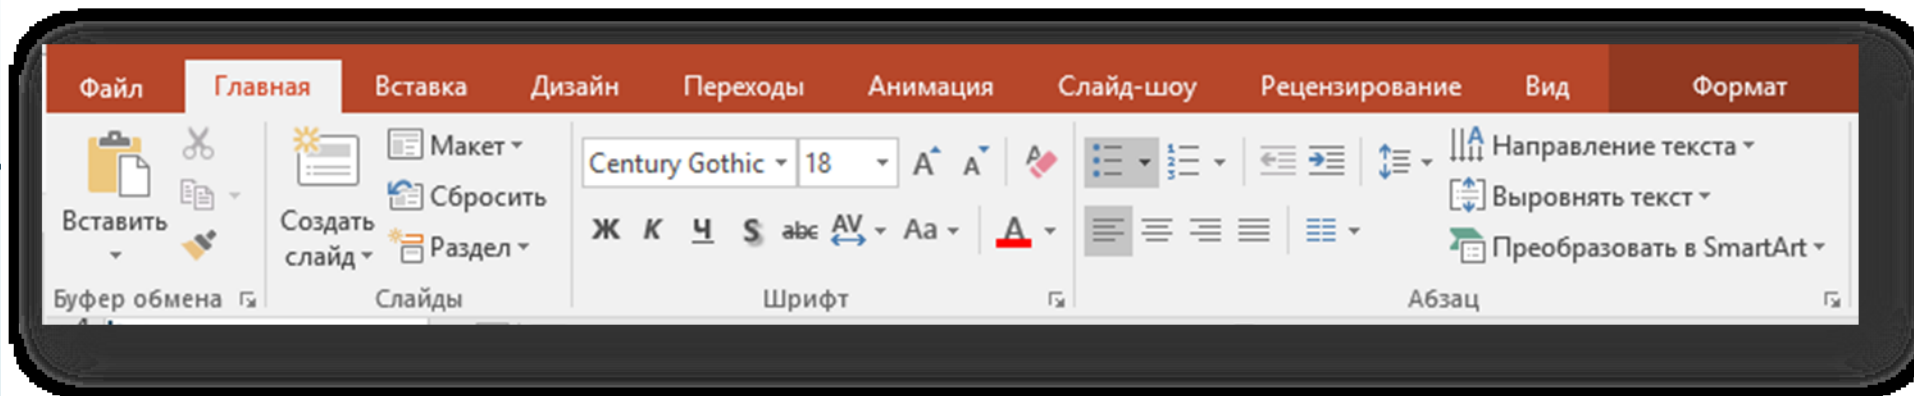 Файл Главная Вставка Дизайн Переходы Анимация Слайд-шоу Рецензирование Вид Формат
Вставить
Буфер обмена
Создать
слайд
Макет
Сбросить
Раздел
Слайды
Century Gothic 18
Ж К Ч S abc AV Aa A
Шрифт
Направление текста
Выровнять текст
Преобразовать в SmartArt
Абзац